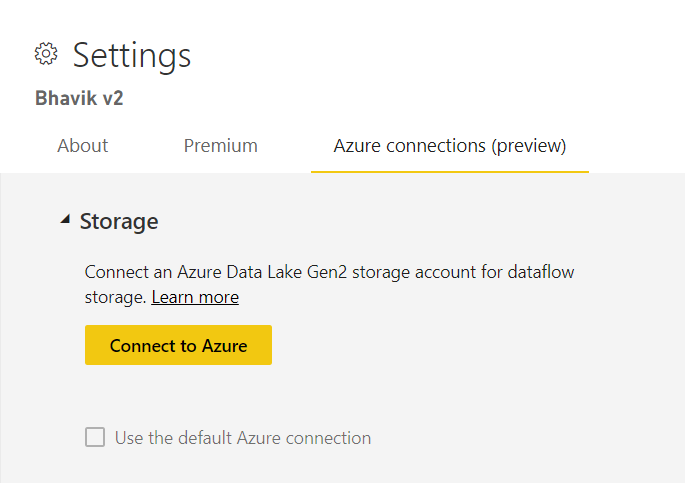 Settings
Bhavik v2
About
Premium
Azure connections (preview)
Storage
Connect an Azure Data Lake Gen2 storage account for dataflow
storage. Learn more
Connect to Azure
Use the default Azure connection